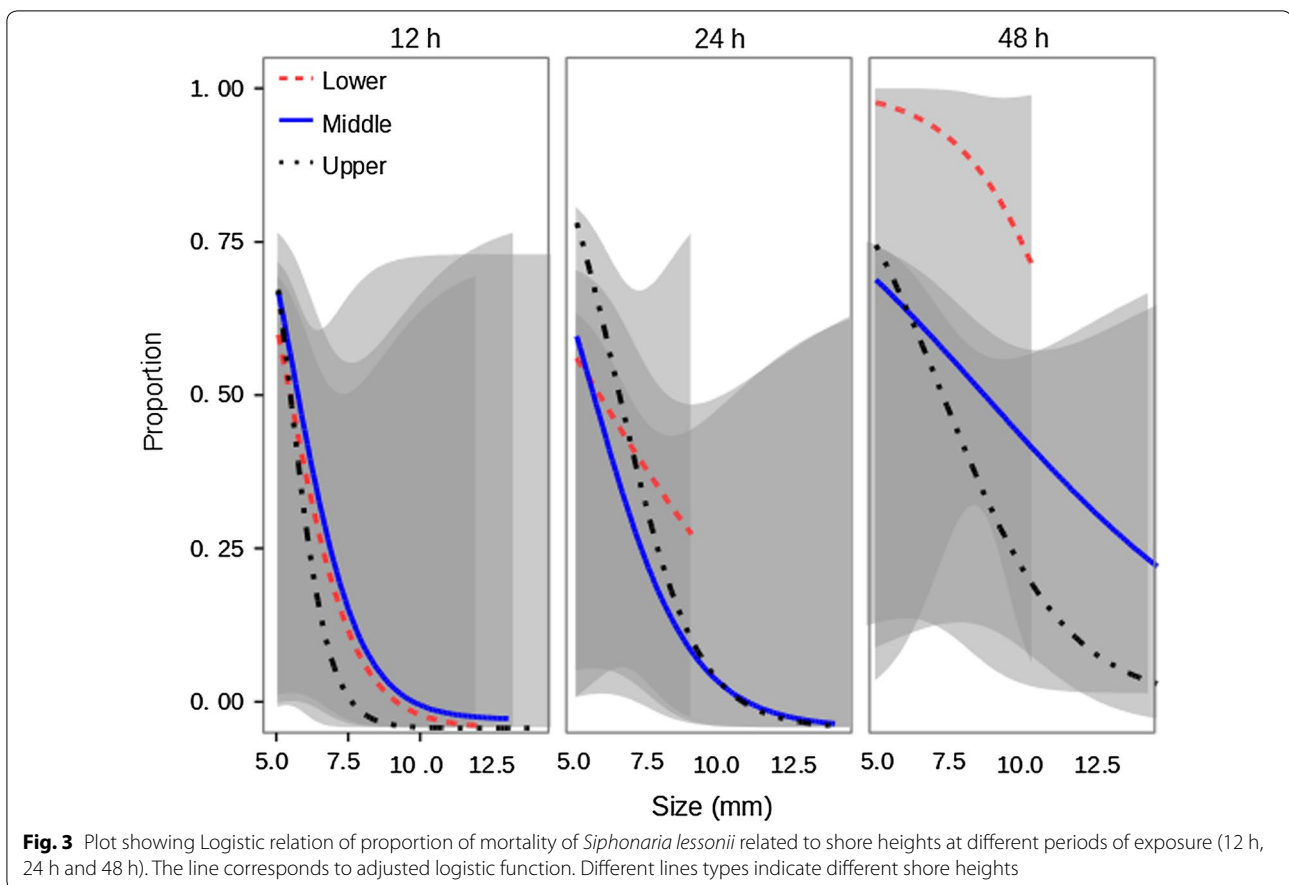 12 h 24 h 48 h
Lower
Middle
Upper
1. 00
0. 75
0. 50
0. 25
0. 00
Proportion
5.0 7.5 10 .0 12.5 5.0 7.5 10.0 12.5 5.0 7.5 10.0 12.5
Size (mm)
Fig. 3 Plot showing Logistic relation of proportion of mortality of Siphonaria lessonii related to shore heights at different periods of exposure (12 h,
24 h and 48 h). The line corresponds to adjusted logistic function. Different lines types indicate different shore heights